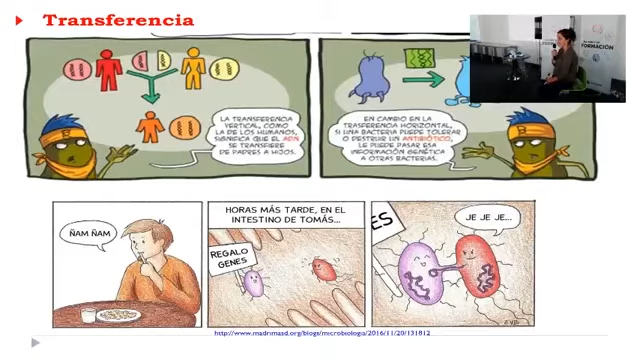 Transferencia
LA TRANSFERENCIA
VERTICAL, COMO
LA DE LOS HUMANOS,
SIGNIFICA QUE EL ADN
SE TRANSFIERE
DE PADRES A HIJOS.
EN CAMBIO EN LA
TRASFERENCIA HORIZONTAL,
SI UNA BACTERIA PUEDE TOLERAR
O DESTRUIR UN ANTIBIÓTICO,
LE PUEDE PASAR ESA
INFORMACIÓN GENÉTICA
A OTRAS BACTERIAS.
B
B
FORMACIÓN
ÑAM ÑAM
HORAS MÁS TARDE, EN EL
INTESTINO DE TOMÁS...
REGALO
GENES
ES
JE JE JE...
http://www.madrimasd.org/blogs/microbiologia/2016/11/20/131812